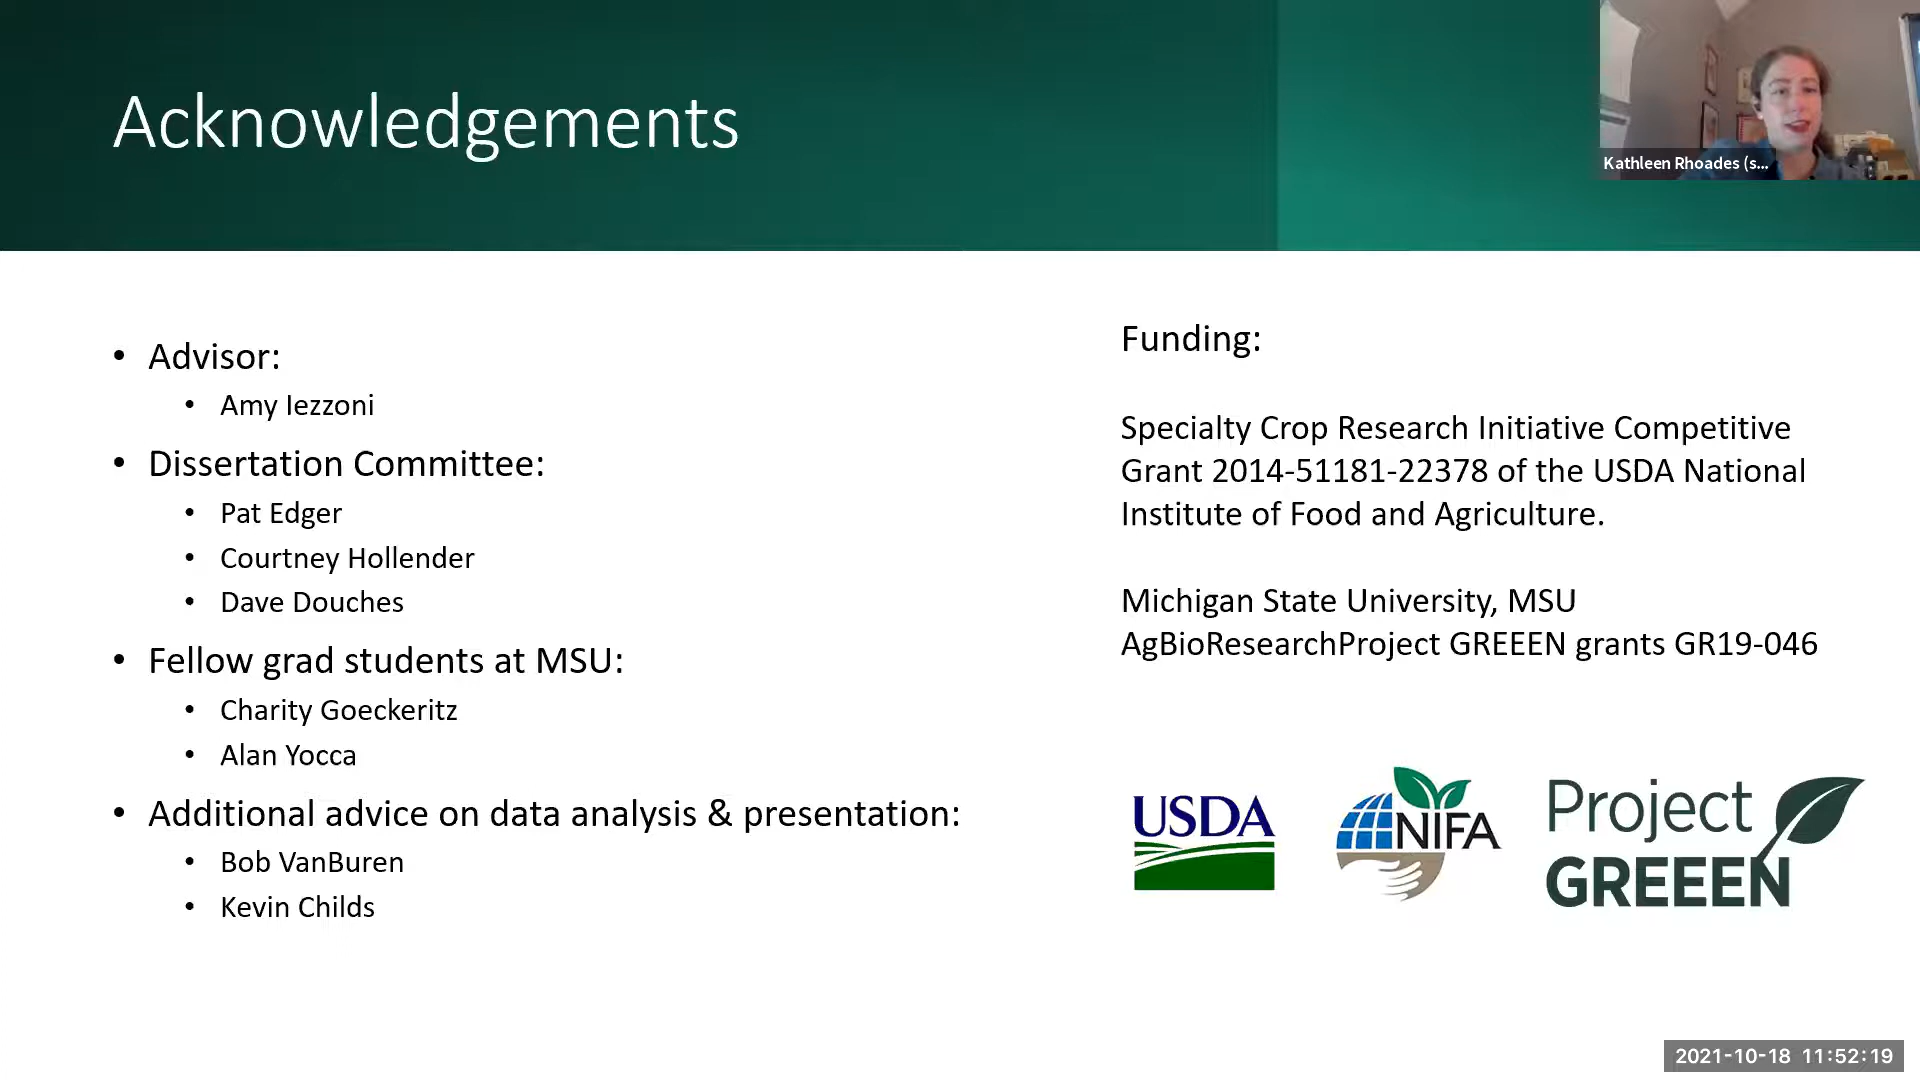 Acknowledgements
Kathleen Rhoades (s...
• Advisor:
• Amy Iezzoni
• Dissertation Committee:
• Pat Edger
• Courtney Hollender
• Dave Douches
• Fellow grad students at MSU:
• Charity Goeckeritz
• Alan Yocca
• Additional advice on data analysis & presentation:
• Bob VanBuren
• Kevin Childs
Funding:
Specialty Crop Research Initiative Competitive
Grant 2014-51181-22378 of the USDA National
Institute of Food and Agriculture.
Michigan State University, MSU
AgBioResearchProject GREEEN grants GR19-046
USDA
NIFA
Project
GREEEN
2021-10-18 11:52:19